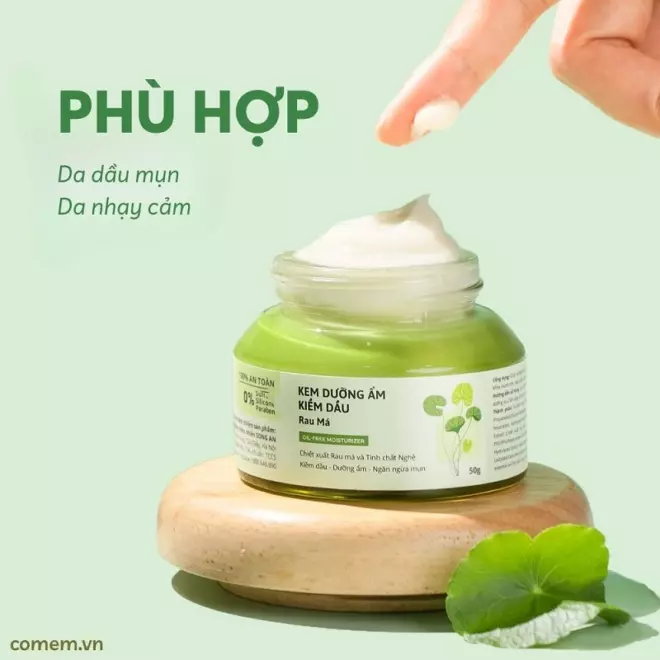 PHÙ HỢP
Da dầu mụn
Da nhạy cảm
100% AN TOÀN
0%
Silicone
Paraben
KEM DƯỠNG ẨM
KIỀM DẦU
Rau Má
OIL-FREE MOISTURIZER
Chiết xuất Rau má và Tinh chất Nghệ
Kiềm dầu - Dưỡng ẩm - Ngăn ngừa mụn
50g
comem.vn